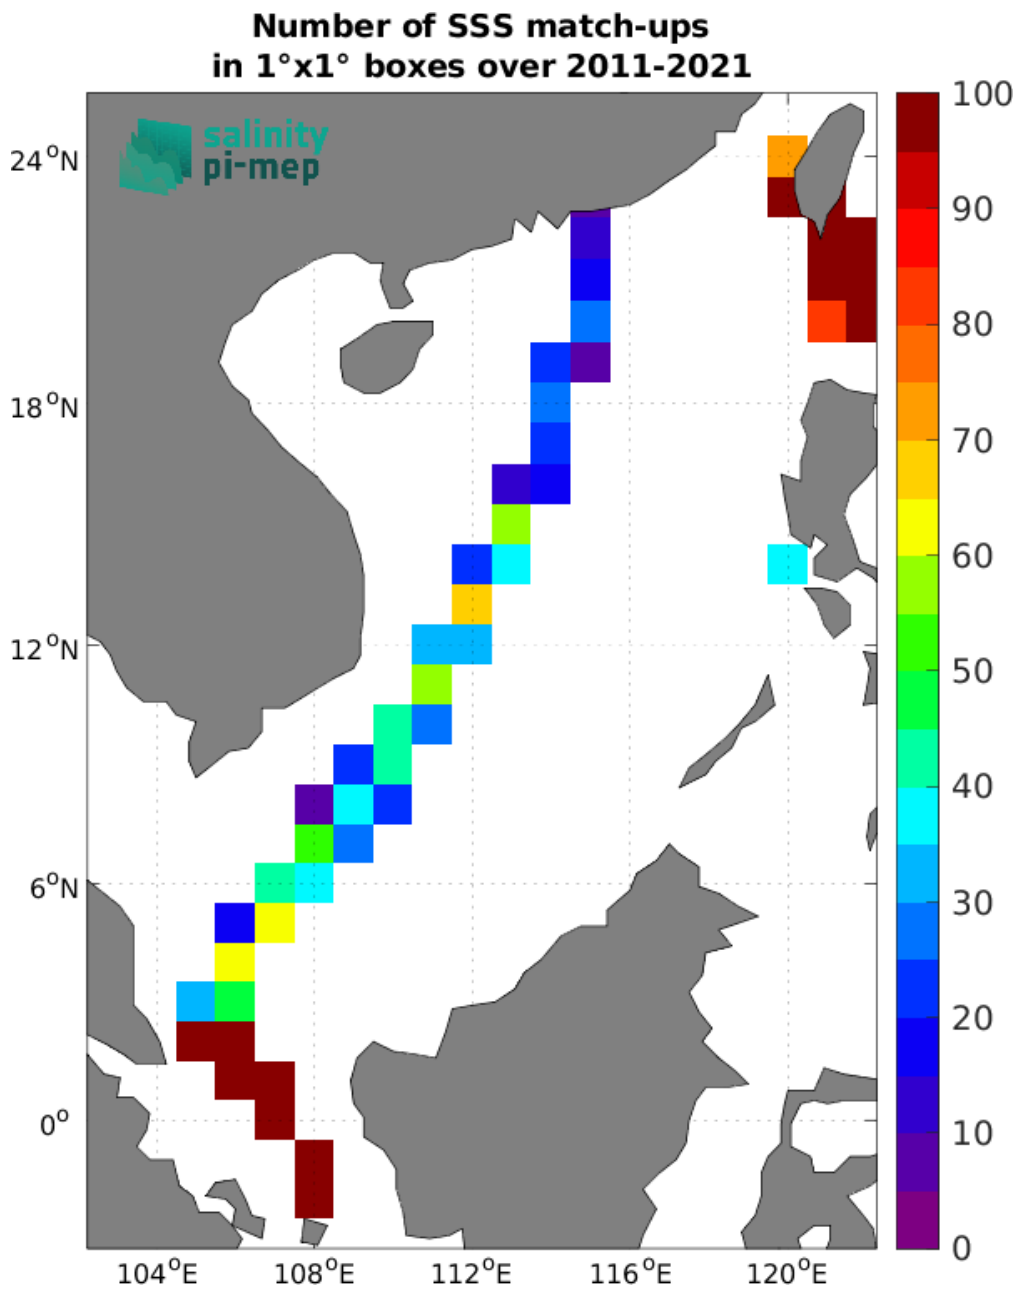 Number of SSS match-ups
in 1°x1° boxes over 2011-2021
salinity
pi-mep
24°N
18°N
12°N
6°N
0°
104°E
108°E
112°E
116°E
120°E
100
90
80
70
60
50
40
30
20
10
0